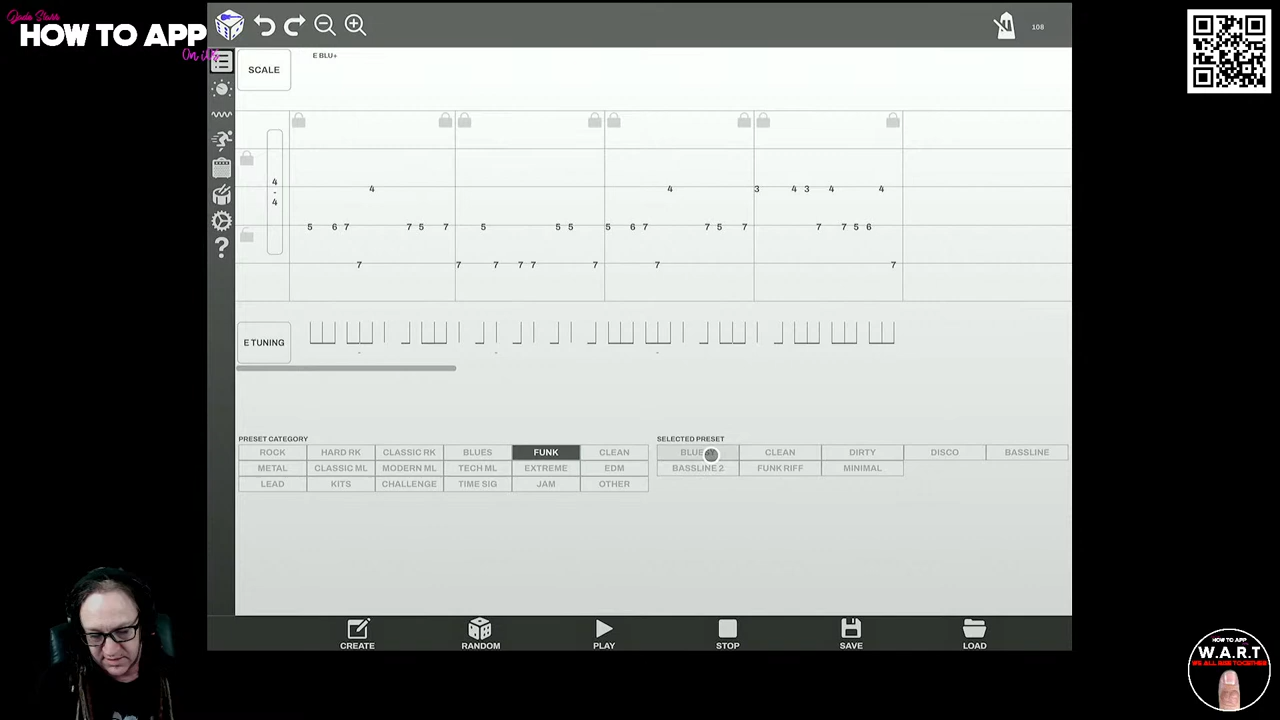 Jade Starr
HOW TO APP
On iOS
108
SCALE
E BLU+
4 - 4
4 4 3 4 3 4 4
5 6 7 7 5 7 5 5 5 5 6 7 7 5 7 7 7 5 6
7 7 7 7 7 7 7 7
E TUNING
PRESET CATEGORY
ROCK HARD RK CLASSIC RK BLUES FUNK CLEAN
METAL CLASSIC ML MODERN ML TECH ML EXTREME EDM
LEAD KITS CHALLENGE TIME SIG JAM OTHER
SELECTED PRESET
CLEAN DIRTY DISCO BASSLINE
BASSLINE 2 FUNK RIFF MINIMAL
CREATE RANDOM PLAY STOP SAVE LOAD
HOW TO APP
W.A.R.T
WE ALL RISE TOGETHER